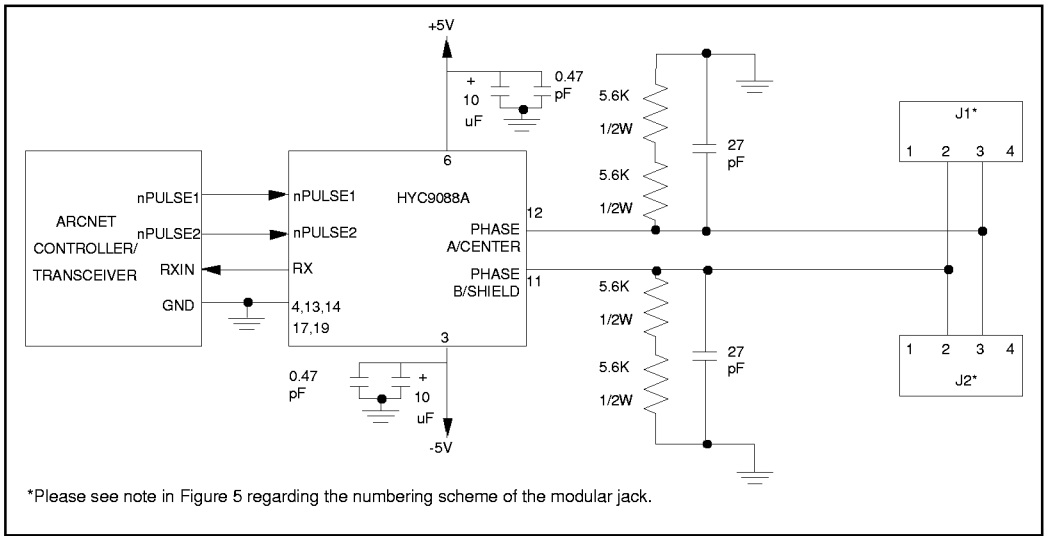 +5V
+
10
uF
0.47
pF
5.6K
1/2W
5.6K
1/2W
27
pF
J1*
1 2 3 4
6
HYC9088A
nPULSE1
nPULSE1
ARCNET
CONTROLLER/
TRANSCEIVER
nPULSE2
nPULSE2
RXIN
RX
GND
4,13,14
17,19
12
PHASE
A/CENTER
PHASE
B/SHIELD
11
3
0.47
pF
+
10
uF
-5V
5.6K
1/2W
5.6K
1/2W
27
pF
1 2 3 4
J2*
*Please see note in Figure 5 regarding the numbering scheme of the modular jack.